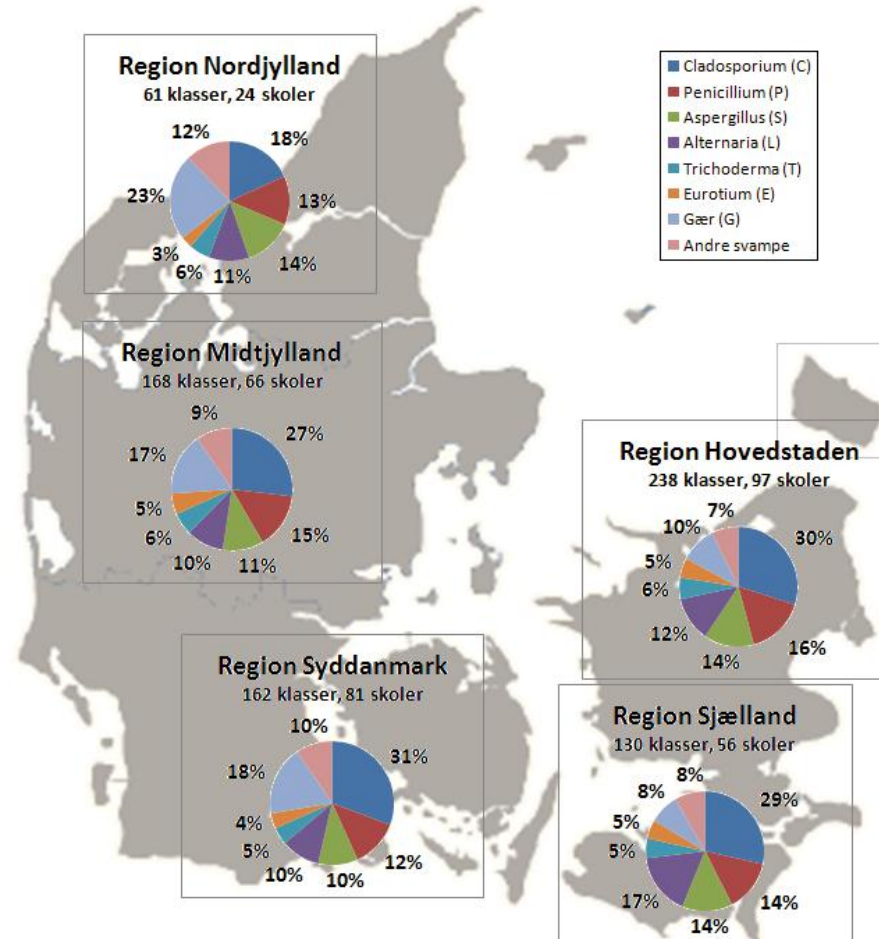 Region Nordjylland
61 klasser, 24 skoler
12%
18%
23%
13%
3%
6%
11%
14%
Cladosporium (C)
Penicillium (P)
Aspergillus (S)
Alternaria (L)
Trichoderma (T)
Eurotium (E)
Gær (G)
Andre svampe
Region Midtjylland
168 klasser, 66 skoler
9%
27%
17%
5%
6%
10%
11%
15%
Region Hovedstaden
238 klasser, 97 skoler
7%
10%
30%
5%
6%
12%
14%
16%
Region Syddanmark
162 klasser, 81 skoler
10%
31%
18%
4%
5%
10%
10%
12%
Region Sjælland
130 klasser, 56 skoler
8%
8%
29%
5%
5%
17%
14%
14%